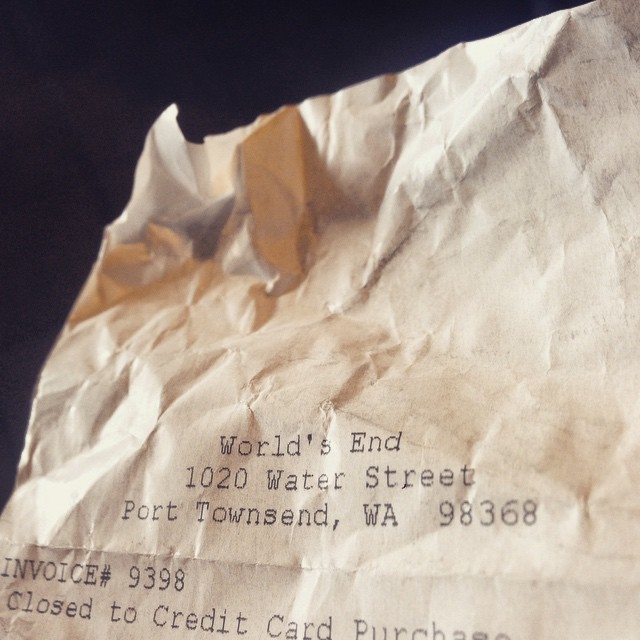 World's End
1020 Water Street
Port Townsend, WA 98368
INVOICE# 9398
Closed to Credit Card Purchase